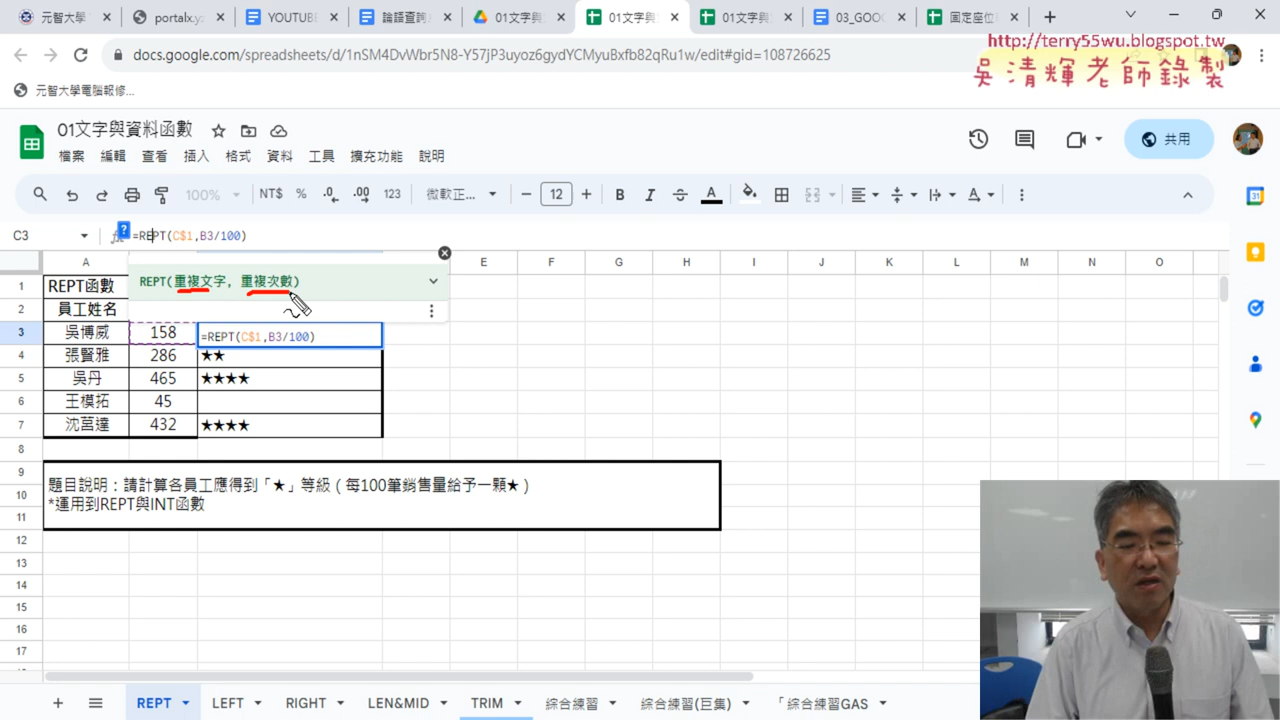 元智大學
portalx.yz
YOUTUBE
論語查詢
01文字與
01文字與
01文字與
03_GOO
固定座位
docs.google.com/spreadsheets/d/1nSM4DvWbr5N8-Y57jP3uyoz6gydYCMyuBxfb82qRu1w/edit#gid=108726625
http://terry55wu.blogspot.tw
吳清輝老師錄製
元智大學電腦報修...
01文字與資料函數
檔案 編輯 查看 插入 格式 資料 工具 擴充功能 說明
共用
100% NT$ % .0 .00 123 微軟正... 12 B I A
C3 fx =REPT(C$1,B3/100)
REPT(重複文字, 重複次數)
A E F G H I J K L M N O
1 REPT函數
2 員工姓名
3 吳博威 158 =REPT(C$1,B3/100)
4 張賢雅 286 ★★
5 吳丹 465 ★★★★
6 王模拓 45
7 沈莒達 432 ★★★★
8
9
10
11
題目說明：請計算各員工應得到「★」等級（每100筆銷售量給予一顆★）
*運用到REPT與INT函數
12
13
14
15
16
17
REPT LEFT RIGHT LEN&MID TRIM 綜合練習 綜合練習(巨集) 「綜合練習GAS
31